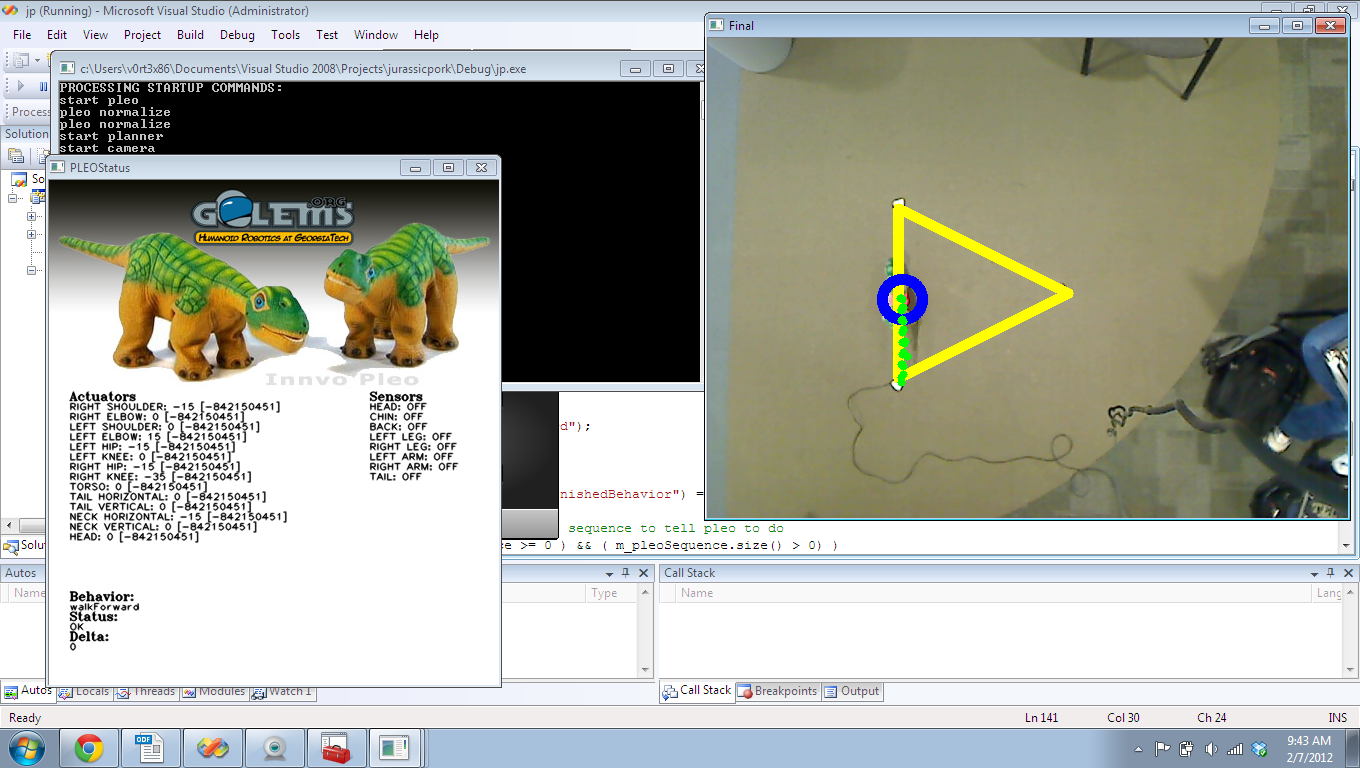 jp (Running) - Microsoft Visual Studio (Administrator)
File Edit View Project Build Debug Tools Test Window Help
Process
Solution
So
Solut
c:\Users\v0rt3x86\Documents\Visual Studio 2008\Projects\jurassicpork\Debug\jp.exe
PROCESSING STARTUP COMMANDS:
start pleo
pleo normalize
pleo normalize
start planner
start camera
PLEOStatus
GOLEMS.ORG
HUMANOID ROBOTICS AT GEORGIATECH
Innvo Pleo
Actuators
RIGHT SHOULDER: -15 [-842150451]
RIGHT ELBOW: 0 [-842150451]
LEFT SHOULDER: 0 [-842150451]
LEFT ELBOW: 15 [-842150451]
LEFT HIP: -15 [-842150451]
LEFT KNEE: 0 [-842150451]
RIGHT HIP: -15 [-842150451]
RIGHT KNEE: -35 [-842150451]
TORSO: 0 [-842150451]
TAIL HORIZONTAL: 0 [-842150451]
TAIL VERTICAL: 0 [-842150451]
NECK HORIZONTAL: -15 [-842150451]
NECK VERTICAL: 0 [-842150451]
HEAD: 0 [-842150451]
Sensors
HEAD: OFF
CHIN: OFF
BACK: OFF
LEFT LEG: OFF
RIGHT LEG: OFF
LEFT ARM: OFF
RIGHT ARM: OFF
TAIL: OFF
Behavior:
walkForward
Status:
OK
Delta:
0
Final
d");
nishedBehavior") =
sequence to tell pleo to do
e >= 0 ) && ( m_pleoSequence.size() > 0) )
Autos
Name Type
Autos Locals Threads Modules Watch 1
Call Stack
Name Lang
Call Stack Breakpoints Output
Ready Ln 141 Col 30 Ch 24 INS
ODF
9:43 AM
2/7/2012